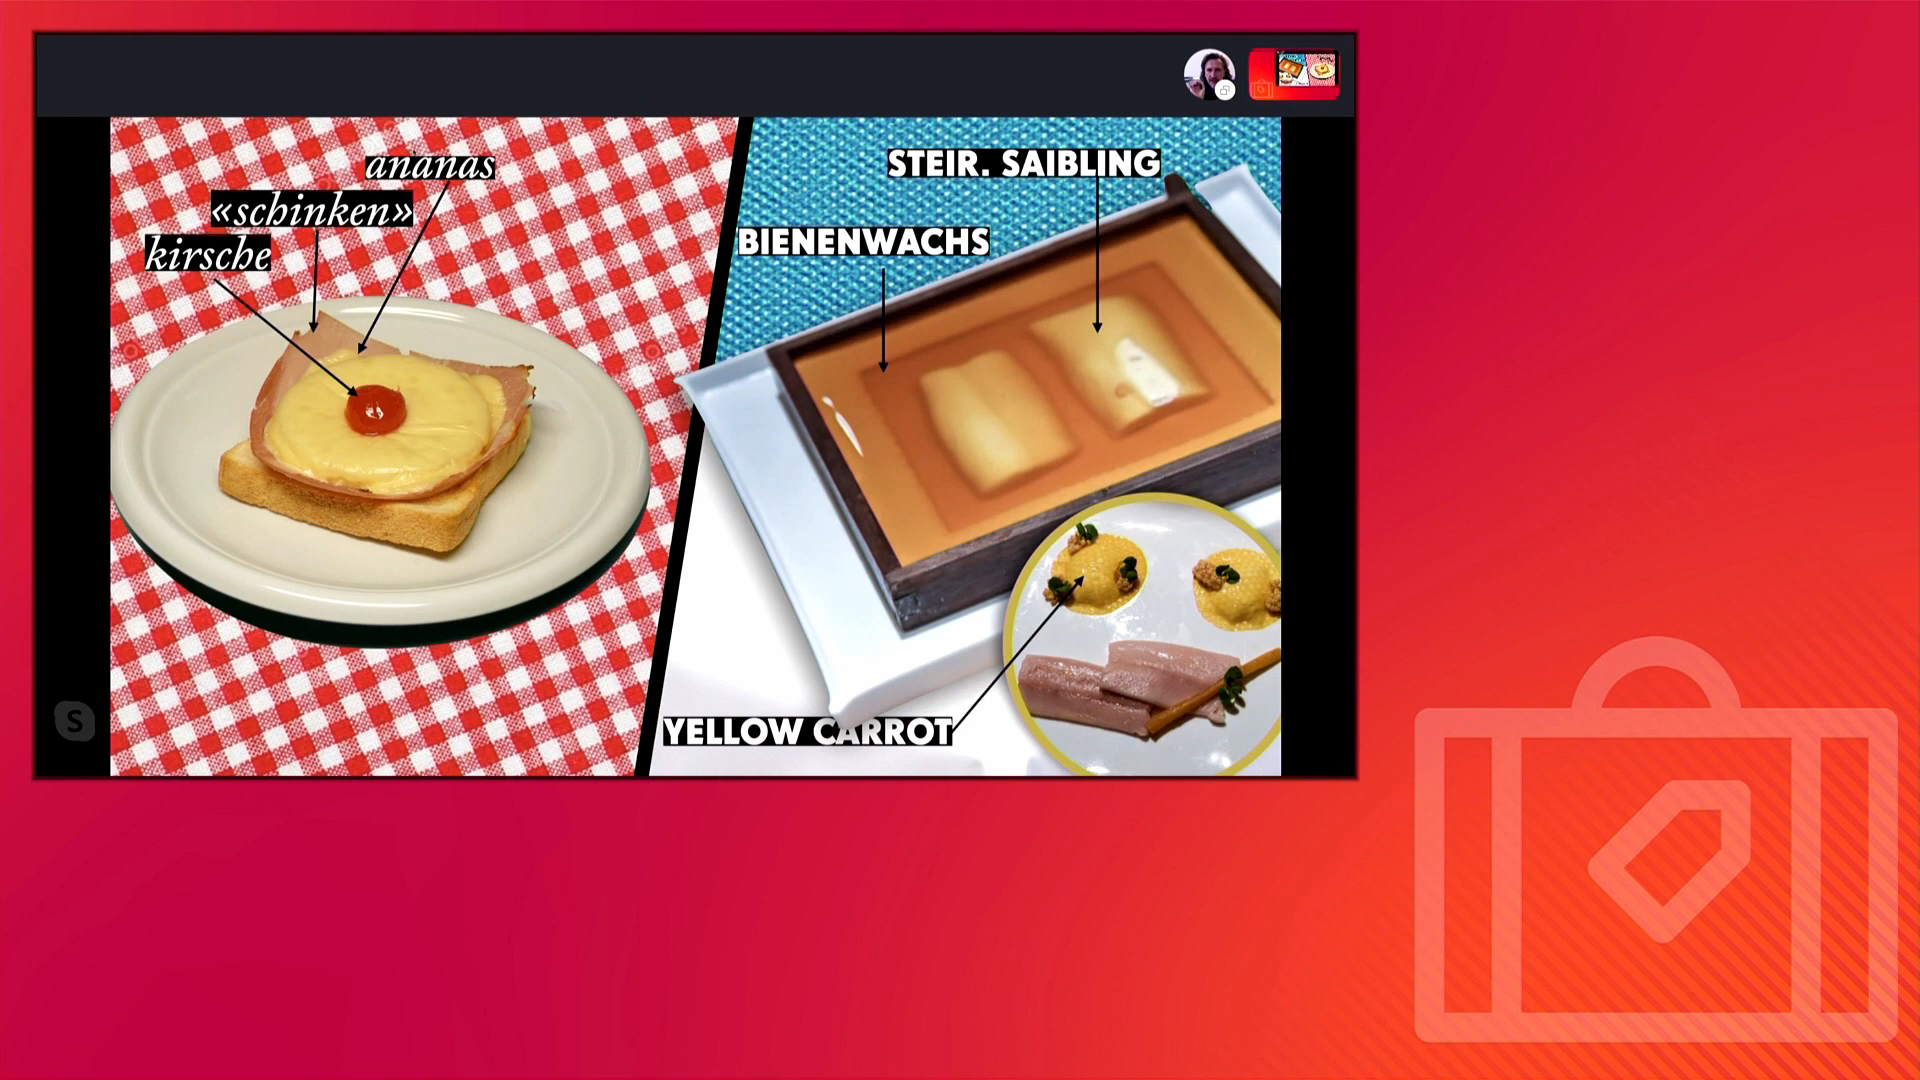 ananas
«schinken»
kirsche
STEIR. SAIBLING
BIENENWACHS
YELLOW CARROT
S